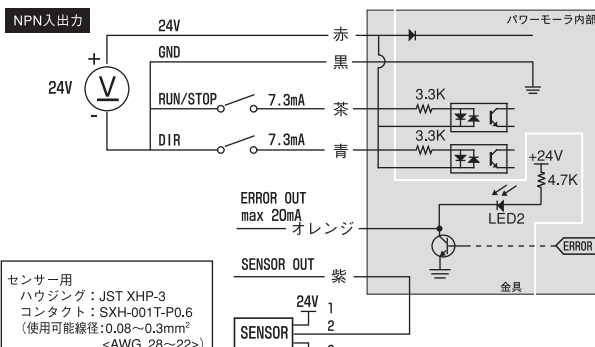 NPN入出力
パワーモーラ内部
24V
赤
GND
黒
24V
V
+
-
RUN/STOP
7.3mA
茶
3.3K
DIR
7.3mA
青
3.3K
+24V
4.7K
LED2
ERROR OUT
max 20mA
オレンジ
ERROR
SENSOR OUT
紫
金具
センサー用
ハウジング：JST XHP-3
コンタクト：SXH-001T-P0.6
（使用可能線径：0.08～0.3mm²
<AWG 28～22>）
24V
1
SENSOR
2